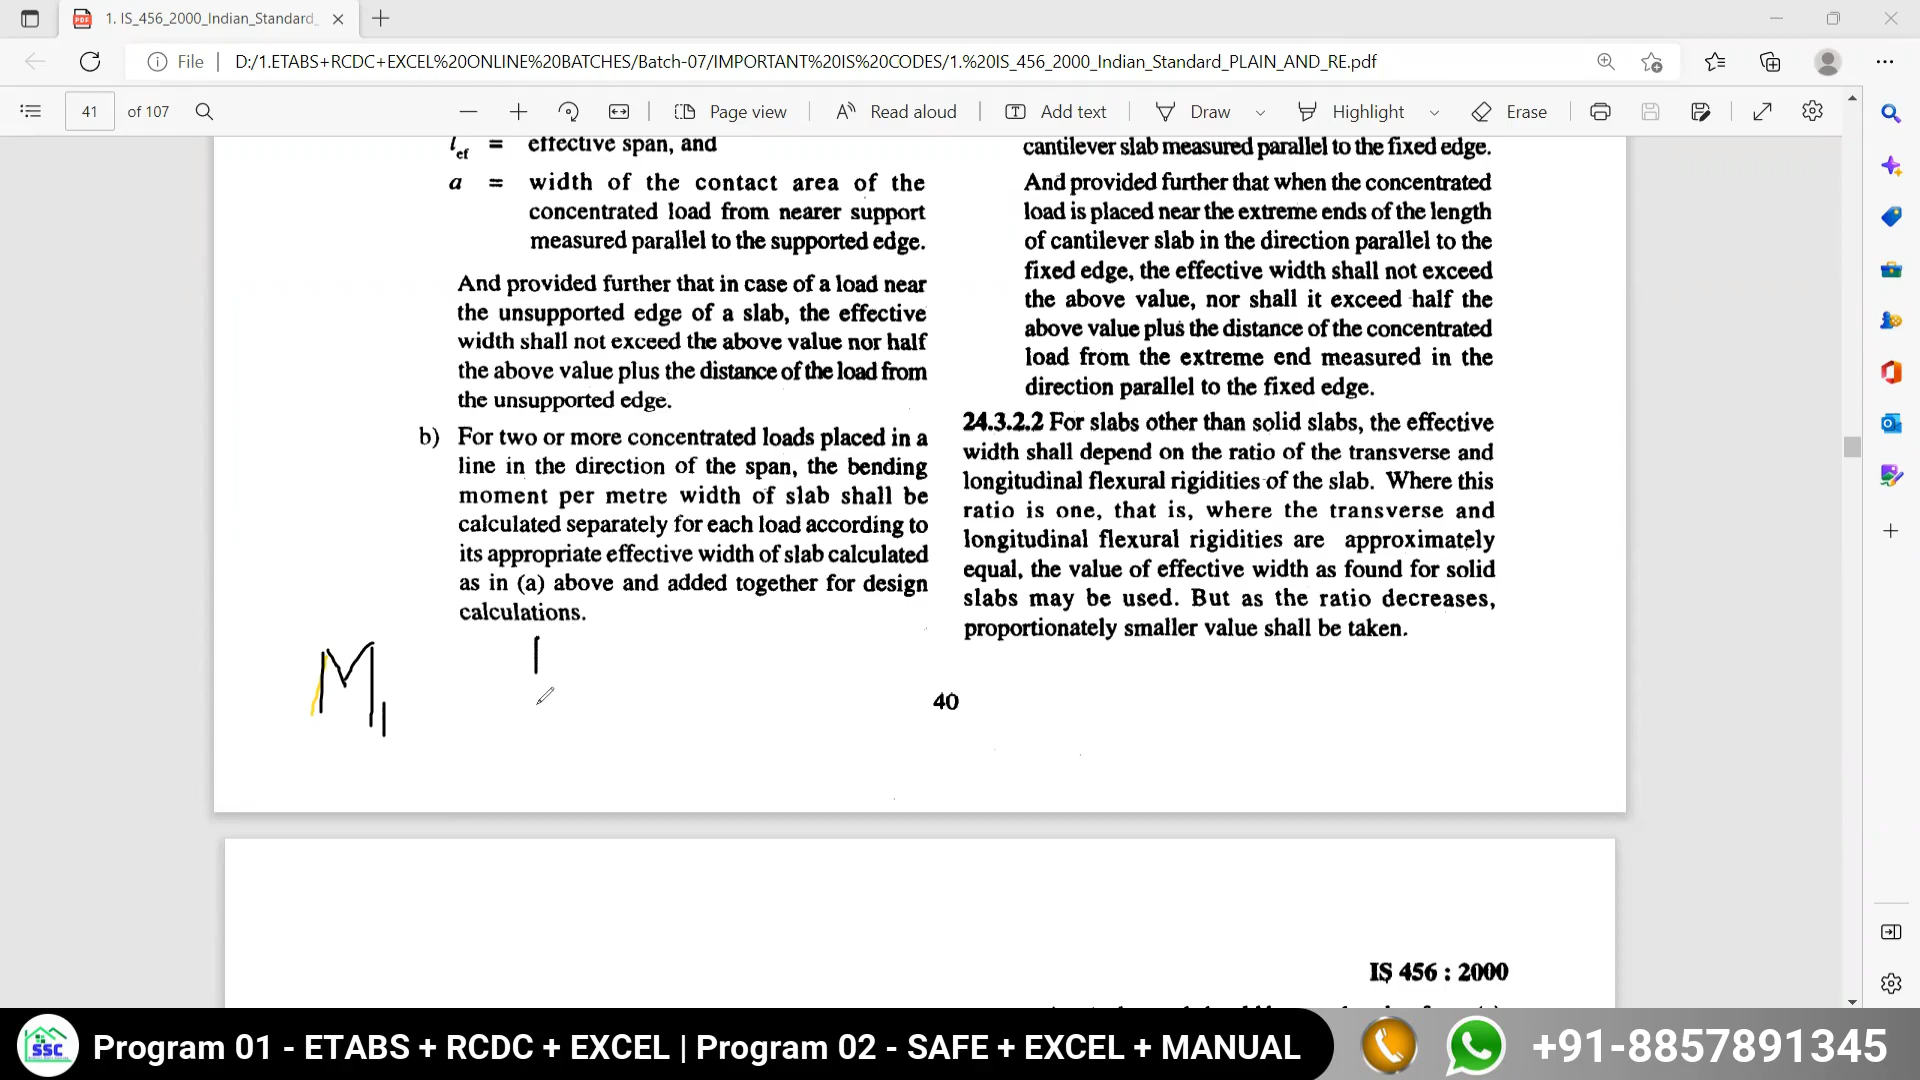 1. IS_456_2000_Indian_Standard_
File
D:/1.ETABS+RCDC+EXCEL%20ONLINE%20BATCHES/Batch-07/IMPORTANT%20IS%20CODES/1.%20IS_456_2000_Indian_Standard_PLAIN_AND_RE.pdf
41 of 107
Page view
Read aloud
Add text
Draw
Highlight
Erase
l_ef = effective span, and
a = width of the contact area of the
concentrated load from nearer support
measured parallel to the supported edge.
And provided further that in case of a load near
the unsupported edge of a slab, the effective
width shall not exceed the above value nor half
the above value plus the distance of the load from
the unsupported edge.
b) For two or more concentrated loads placed in a
line in the direction of the span, the bending
moment per metre width of slab shall be
calculated separately for each load according to
its appropriate effective width of slab calculated
as in (a) above and added together for design
calculations.
M1
cantilever slab measured parallel to the fixed edge.
And provided further that when the concentrated
load is placed near the extreme ends of the length
of cantilever slab in the direction parallel to the
fixed edge, the effective width shall not exceed
the above value, nor shall it exceed half the
above value plus the distance of the concentrated
load from the extreme end measured in the
direction parallel to the fixed edge.
24.3.2.2 For slabs other than solid slabs, the effective
width shall depend on the ratio of the transverse and
longitudinal flexural rigidities of the slab. Where this
ratio is one, that is, where the transverse and
longitudinal flexural rigidities are approximately
equal, the value of effective width as found for solid
slabs may be used. But as the ratio decreases,
proportionately smaller value shall be taken.
40
IS 456 : 2000
SSC
Program 01 - ETABS + RCDC + EXCEL | Program 02 - SAFE + EXCEL + MANUAL
+91-8857891345